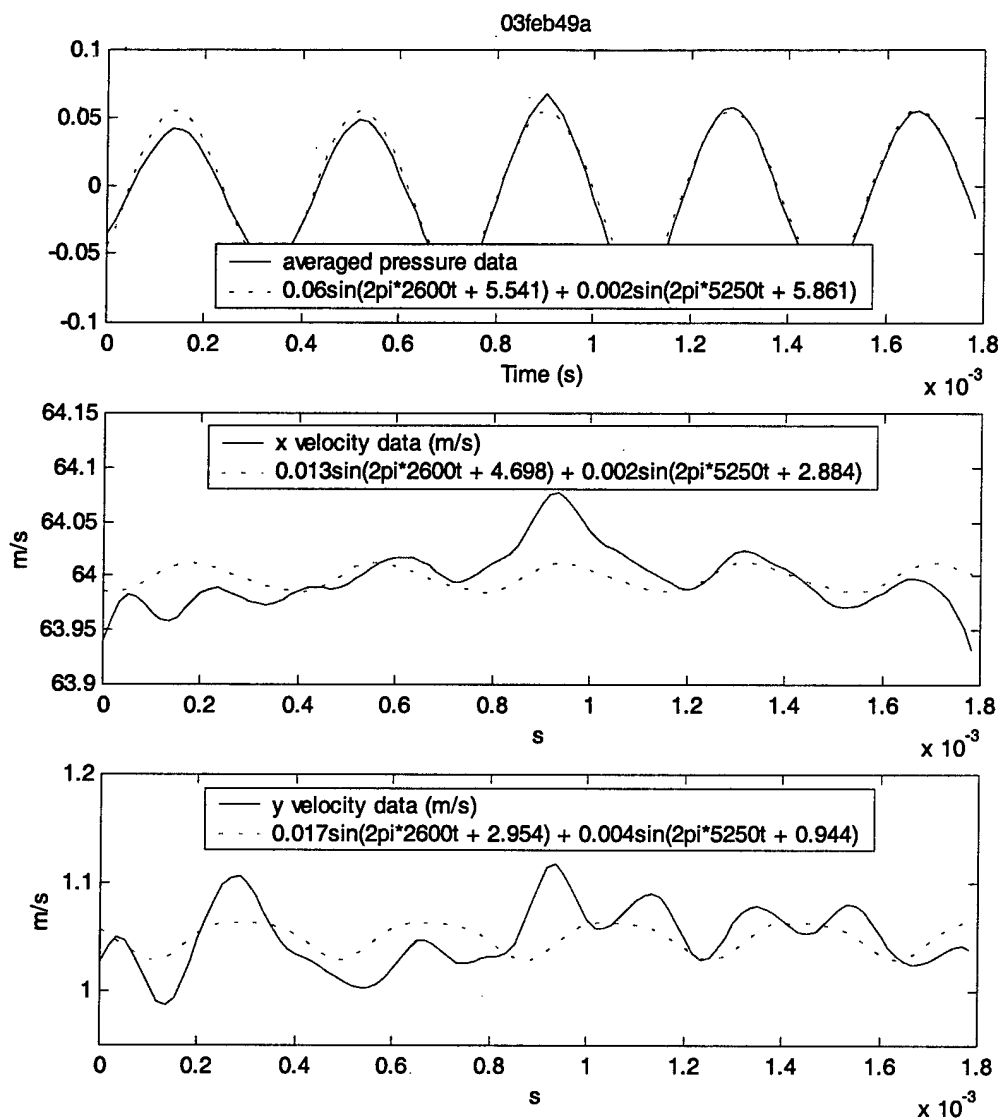 03feb49a
0.1
0.05
0
-0.05
-0.1
averaged pressure data
0.06sin(2pi*2600t + 5.541) + 0.002sin(2pi*5250t + 5.861)
0 0.2 0.4 0.6 0.8 1 1.2 1.4 1.6 1.8
Time (s)
x 10^-3
64.15
64.1
64.05
64
63.95
63.9
m/s
x velocity data (m/s)
0.013sin(2pi*2600t + 4.698) + 0.002sin(2pi*5250t + 2.884)
0 0.2 0.4 0.6 0.8 1 1.2 1.4 1.6 1.8
s
x 10^-3
1.2
1.1
1
m/s
y velocity data (m/s)
0.017sin(2pi*2600t + 2.954) + 0.004sin(2pi*5250t + 0.944)
0 0.2 0.4 0.6 0.8 1 1.2 1.4 1.6 1.8
s
x 10^-3